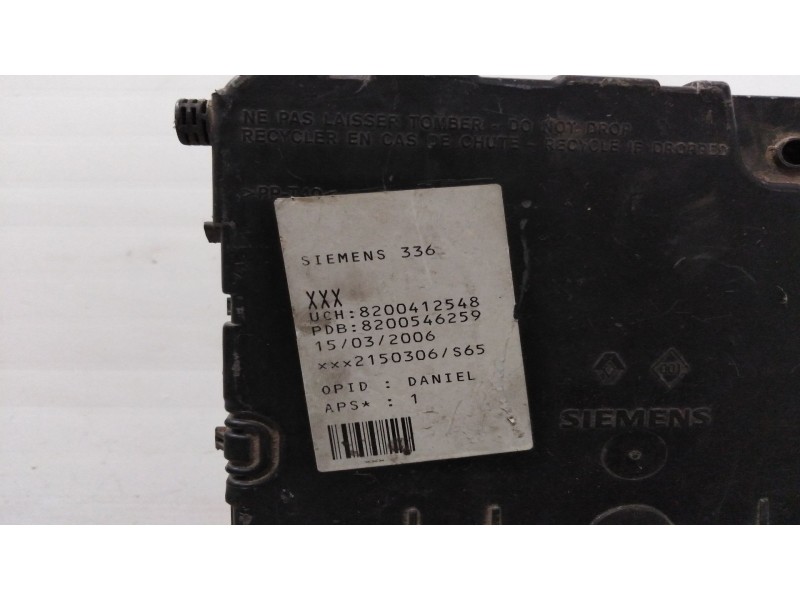 NE PAS LAISSER TOMBER - DO NOT DROP
RECYCLER EN CAS DE CHUTE - RECYCLE IF DROPPED
SIEMENS 336
XXX
UCH:8200412548
PDB:8200546259
15/03/2006
xxx2150306/S65
OPID : DANIEL
APS* : 1
SIEMENS